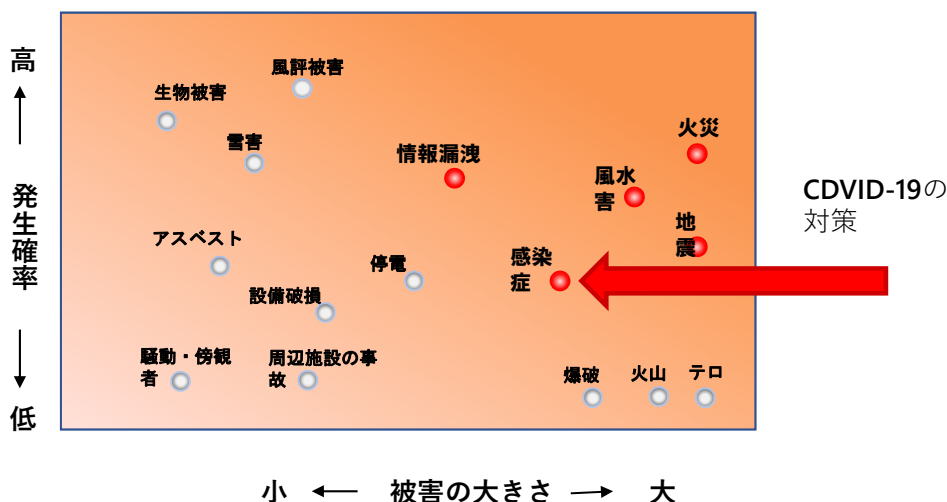 高
風評被害
生物被害
雪害
火災
情報漏洩
風水
害
CDVID-19の
対策
発生確率
地
震
アスベスト
停電
感染
症
設備破損
騒動・傍観
者
周辺施設の事
故
爆破
火山
テロ
低
小
被害の大きさ
大